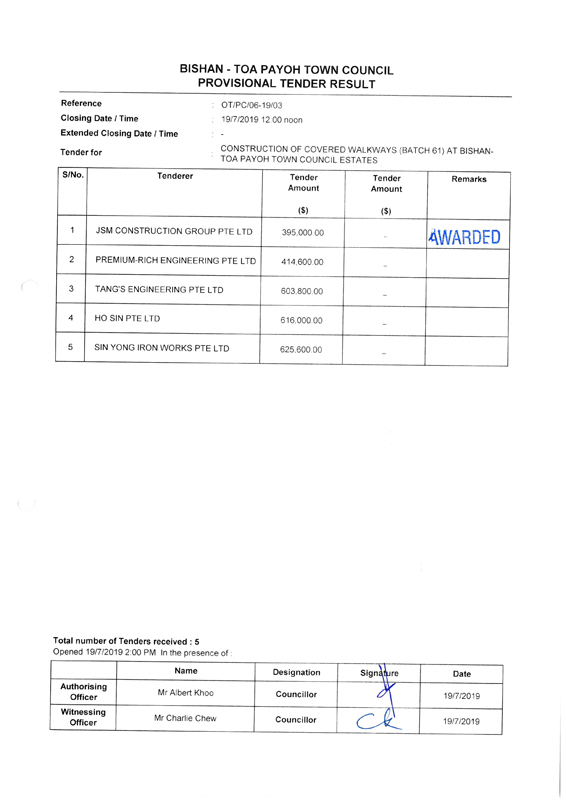 BISHAN - TOA PAYOH TOWN COUNCIL
PROVISIONAL TENDER RESULT
Reference : OT/PC/06-19/03
Closing Date / Time : 19/7/2019 12:00 noon
Extended Closing Date / Time : -
Tender for : CONSTRUCTION OF COVERED WALKWAYS (BATCH 61) AT BISHAN-
TOA PAYOH TOWN COUNCIL ESTATES
S/No. Tenderer Tender Amount ($) Tender Amount ($) Remarks
1 JSM CONSTRUCTION GROUP PTE LTD 395,000.00 - AWARDED
2 PREMIUM-RICH ENGINEERING PTE LTD 414,600.00 -
3 TANG'S ENGINEERING PTE LTD 603,800.00 -
4 HO SIN PTE LTD 616,000.00 -
5 SIN YONG IRON WORKS PTE LTD 625,600.00 -
Total number of Tenders received : 5
Opened 19/7/2019 2:00 PM In the presence of :
Name Designation Signature Date
Authorising Officer Mr Albert Khoo Councillor 19/7/2019
Witnessing Officer Mr Charlie Chew Councillor 19/7/2019